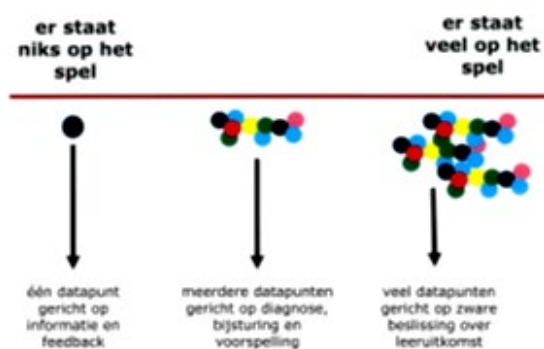 er staat
niks op het
spel
er staat
veel op het
spel
één datapunt
gericht op
informatie en
feedback
meerdere datapunten
gericht op diagnose,
bijsturing en
voorspelling
veel datapunten
gericht op zware
beslissing over
leeruitkomst